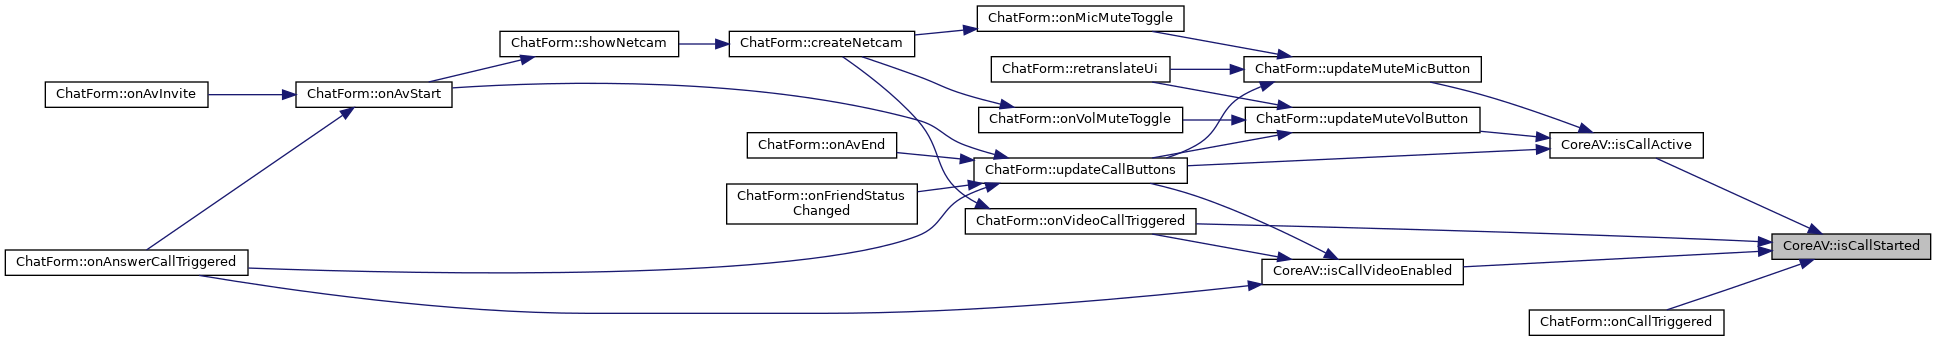 ChatForm::onMicMuteToggle
ChatForm::showNetcam
ChatForm::createNetcam
ChatForm::retranslateUi
ChatForm::updateMuteMicButton
ChatForm::onAvInvite
ChatForm::onAvStart
ChatForm::onVolMuteToggle
ChatForm::updateMuteVolButton
ChatForm::onAvEnd
CoreAV::isCallActive
ChatForm::updateCallButtons
ChatForm::onFriendStatus
Changed
ChatForm::onVideoCallTriggered
CoreAV::isCallStarted
ChatForm::onAnswerCallTriggered
CoreAV::isCallVideoEnabled
ChatForm::onCallTriggered